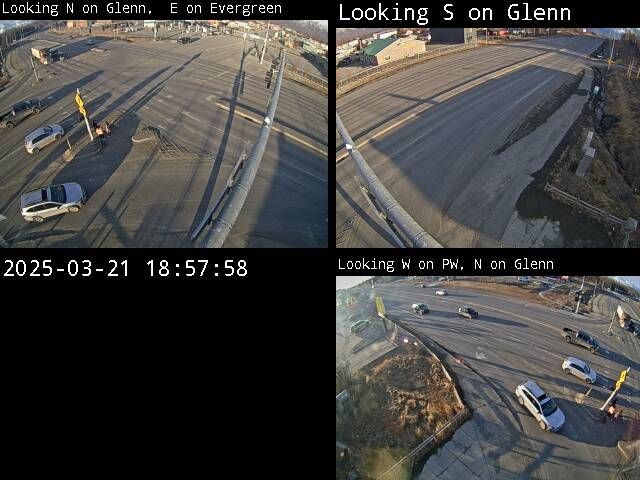 Looking N on Glenn,  E on Evergreen
Looking S on Glenn
2025-03-21 18:57:58
Looking W on PW, N on Glenn